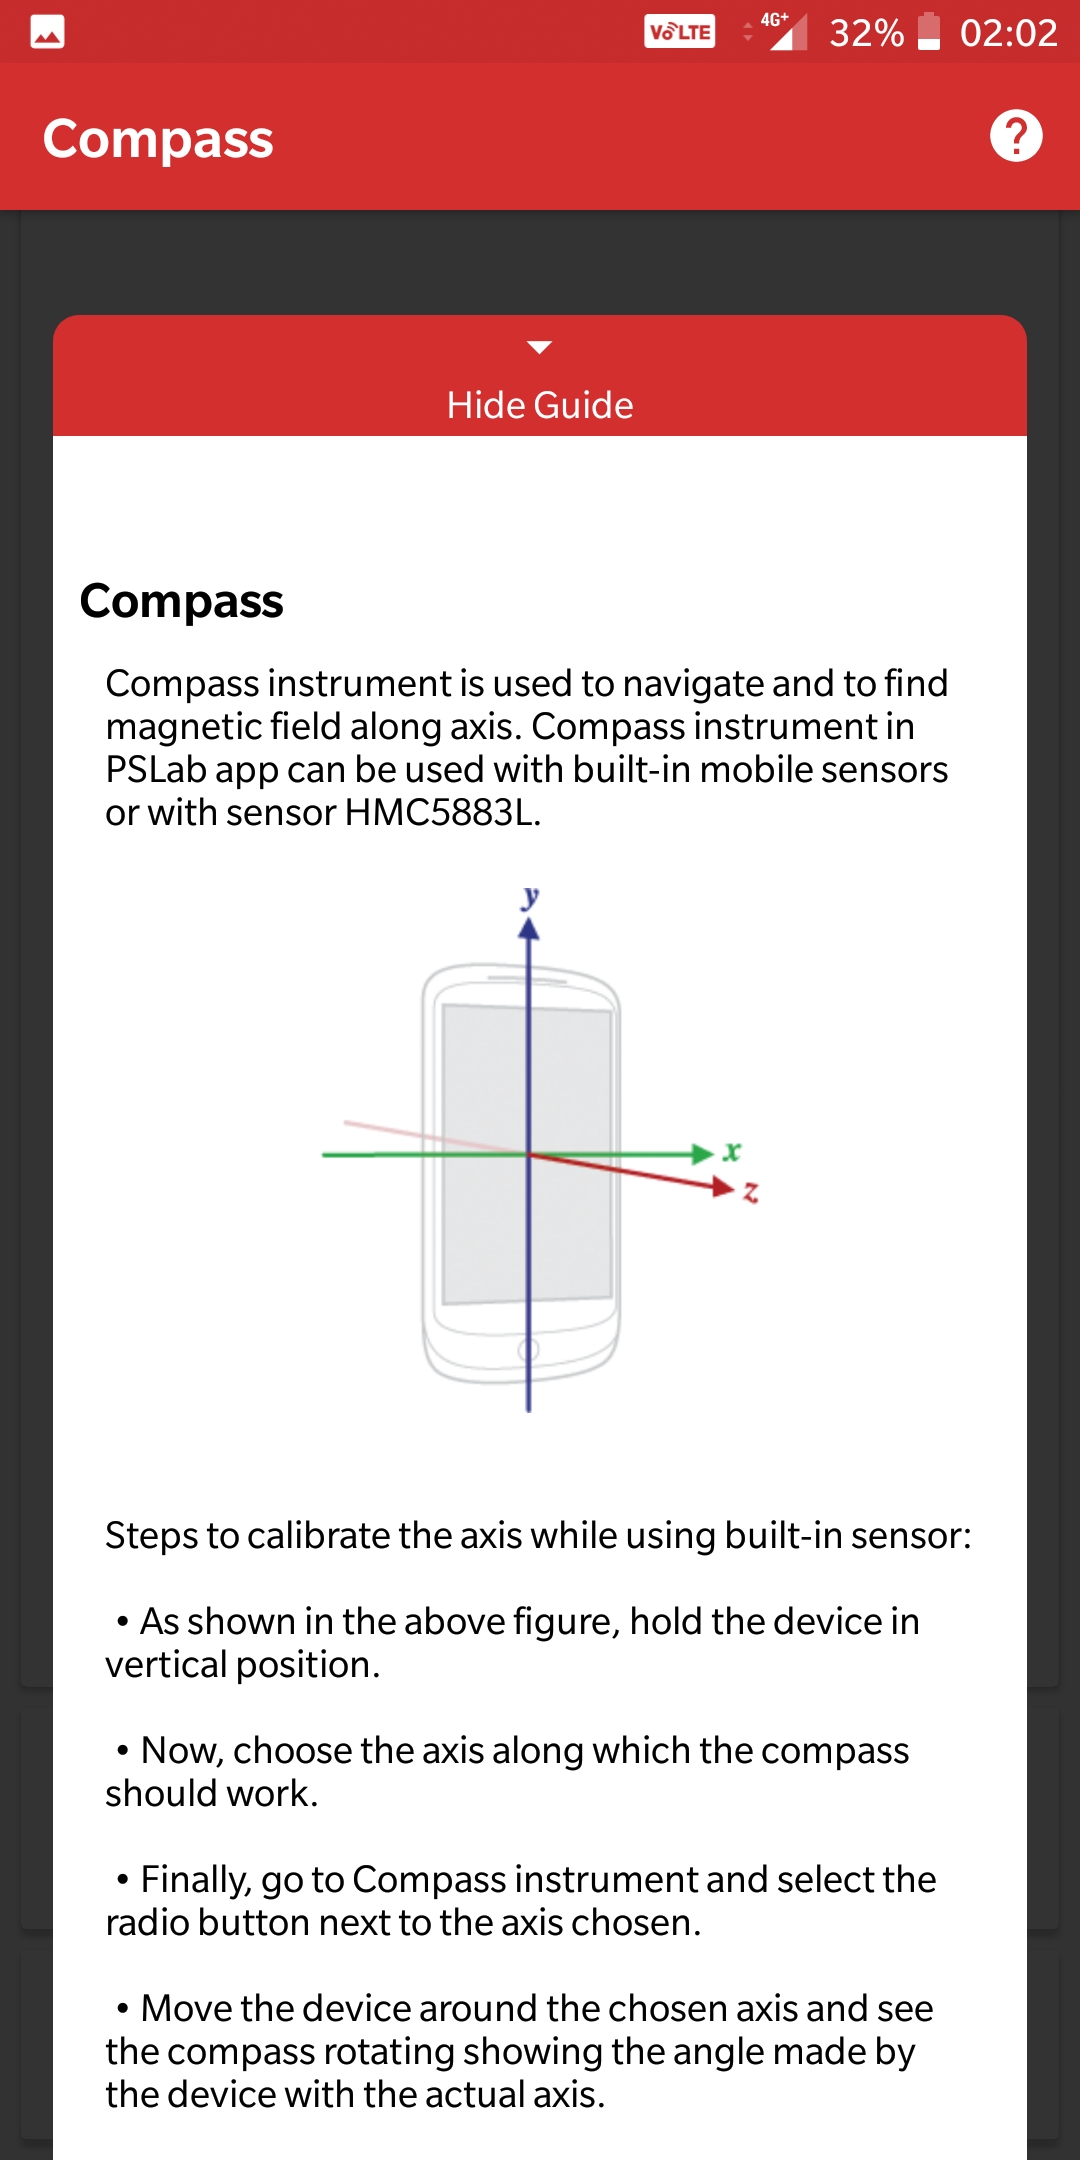 VoLTE 4G+ 32% 02:02
Compass ?
Hide Guide
Compass
Compass instrument is used to navigate and to find
magnetic field along axis. Compass instrument in
PSLab app can be used with built-in mobile sensors
or with sensor HMC5883L.
y
x
z
Steps to calibrate the axis while using built-in sensor:
• As shown in the above figure, hold the device in
vertical position.
• Now, choose the axis along which the compass
should work.
• Finally, go to Compass instrument and select the
radio button next to the axis chosen.
• Move the device around the chosen axis and see
the compass rotating showing the angle made by
the device with the actual axis.